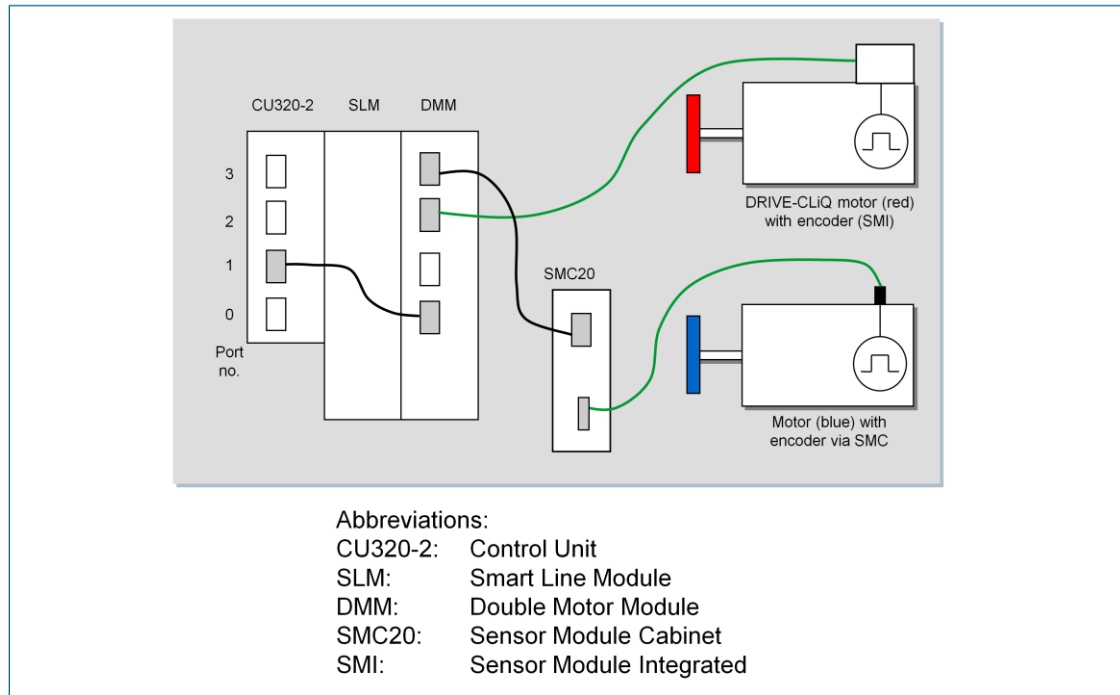 CU320-2 SLM DMM
3
2
1
0
Port
no.
SMC20
DRIVE-CLiQ motor (red)
with encoder (SMI)
Motor (blue) with
encoder via SMC
Abbreviations:
CU320-2: Control Unit
SLM: Smart Line Module
DMM: Double Motor Module
SMC20: Sensor Module Cabinet
SMI: Sensor Module Integrated